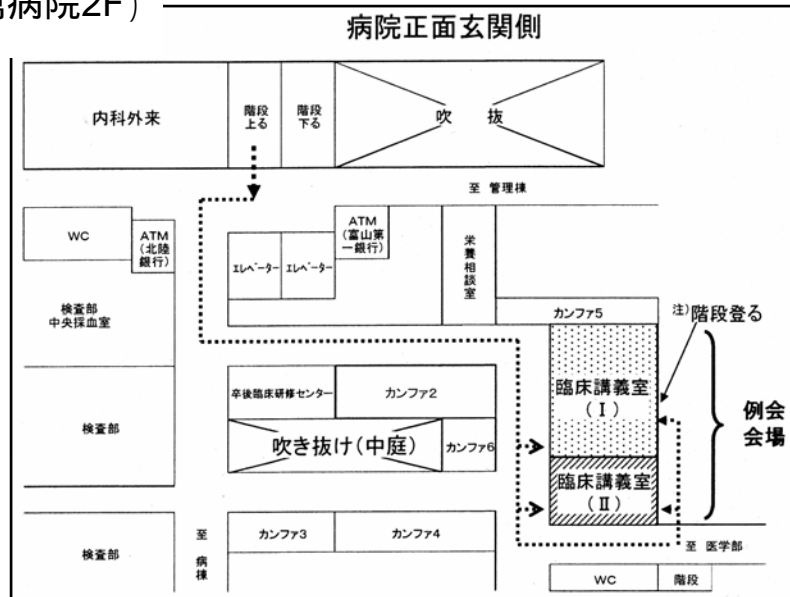 病院2F)
病院正面玄関側
内科外来
階段
上る
階段
下る
吹 抜
至 管理棟
WC
ATM
(北陸
銀行)
エレベーター
エレベーター
ATM
(富山第
一銀行)
栄養相談室
検査部
中央採血室
カンファ5
注)階段登る
臨床講義室
(Ⅰ)
例会
会場
卒後臨床研修センター
カンファ2
検査部
吹き抜け(中庭)
カンファ6
臨床講義室
(Ⅱ)
検査部
至 病棟
カンファ3
カンファ4
至 医学部
WC
階段